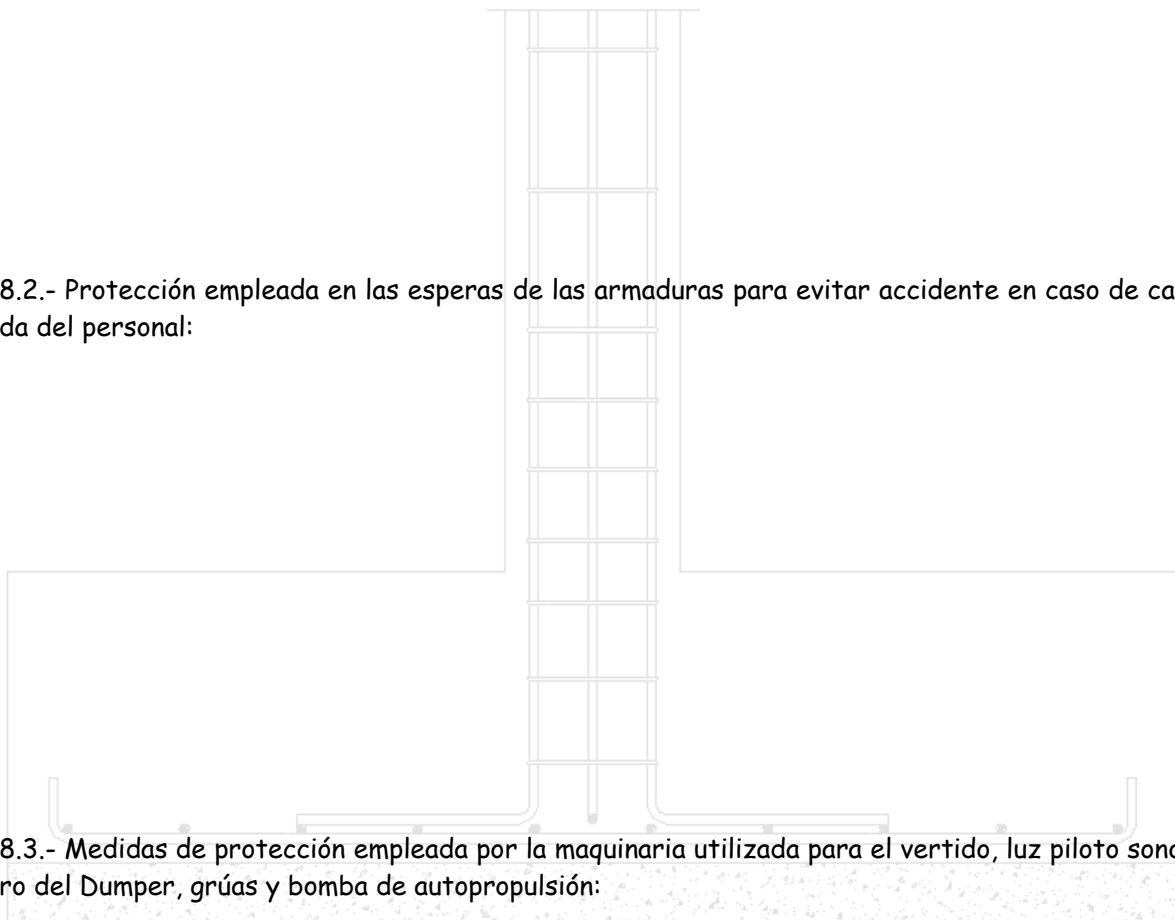 8.2.- Protección empleada en las esperas de las armaduras para evitar accidente en caso de ca
da del personal:
8.3.- Medidas de protección empleada por la maquinaria utilizada para el vertido, luz piloto sono
ro del Dumper, grúas y bomba de autopropulsión: